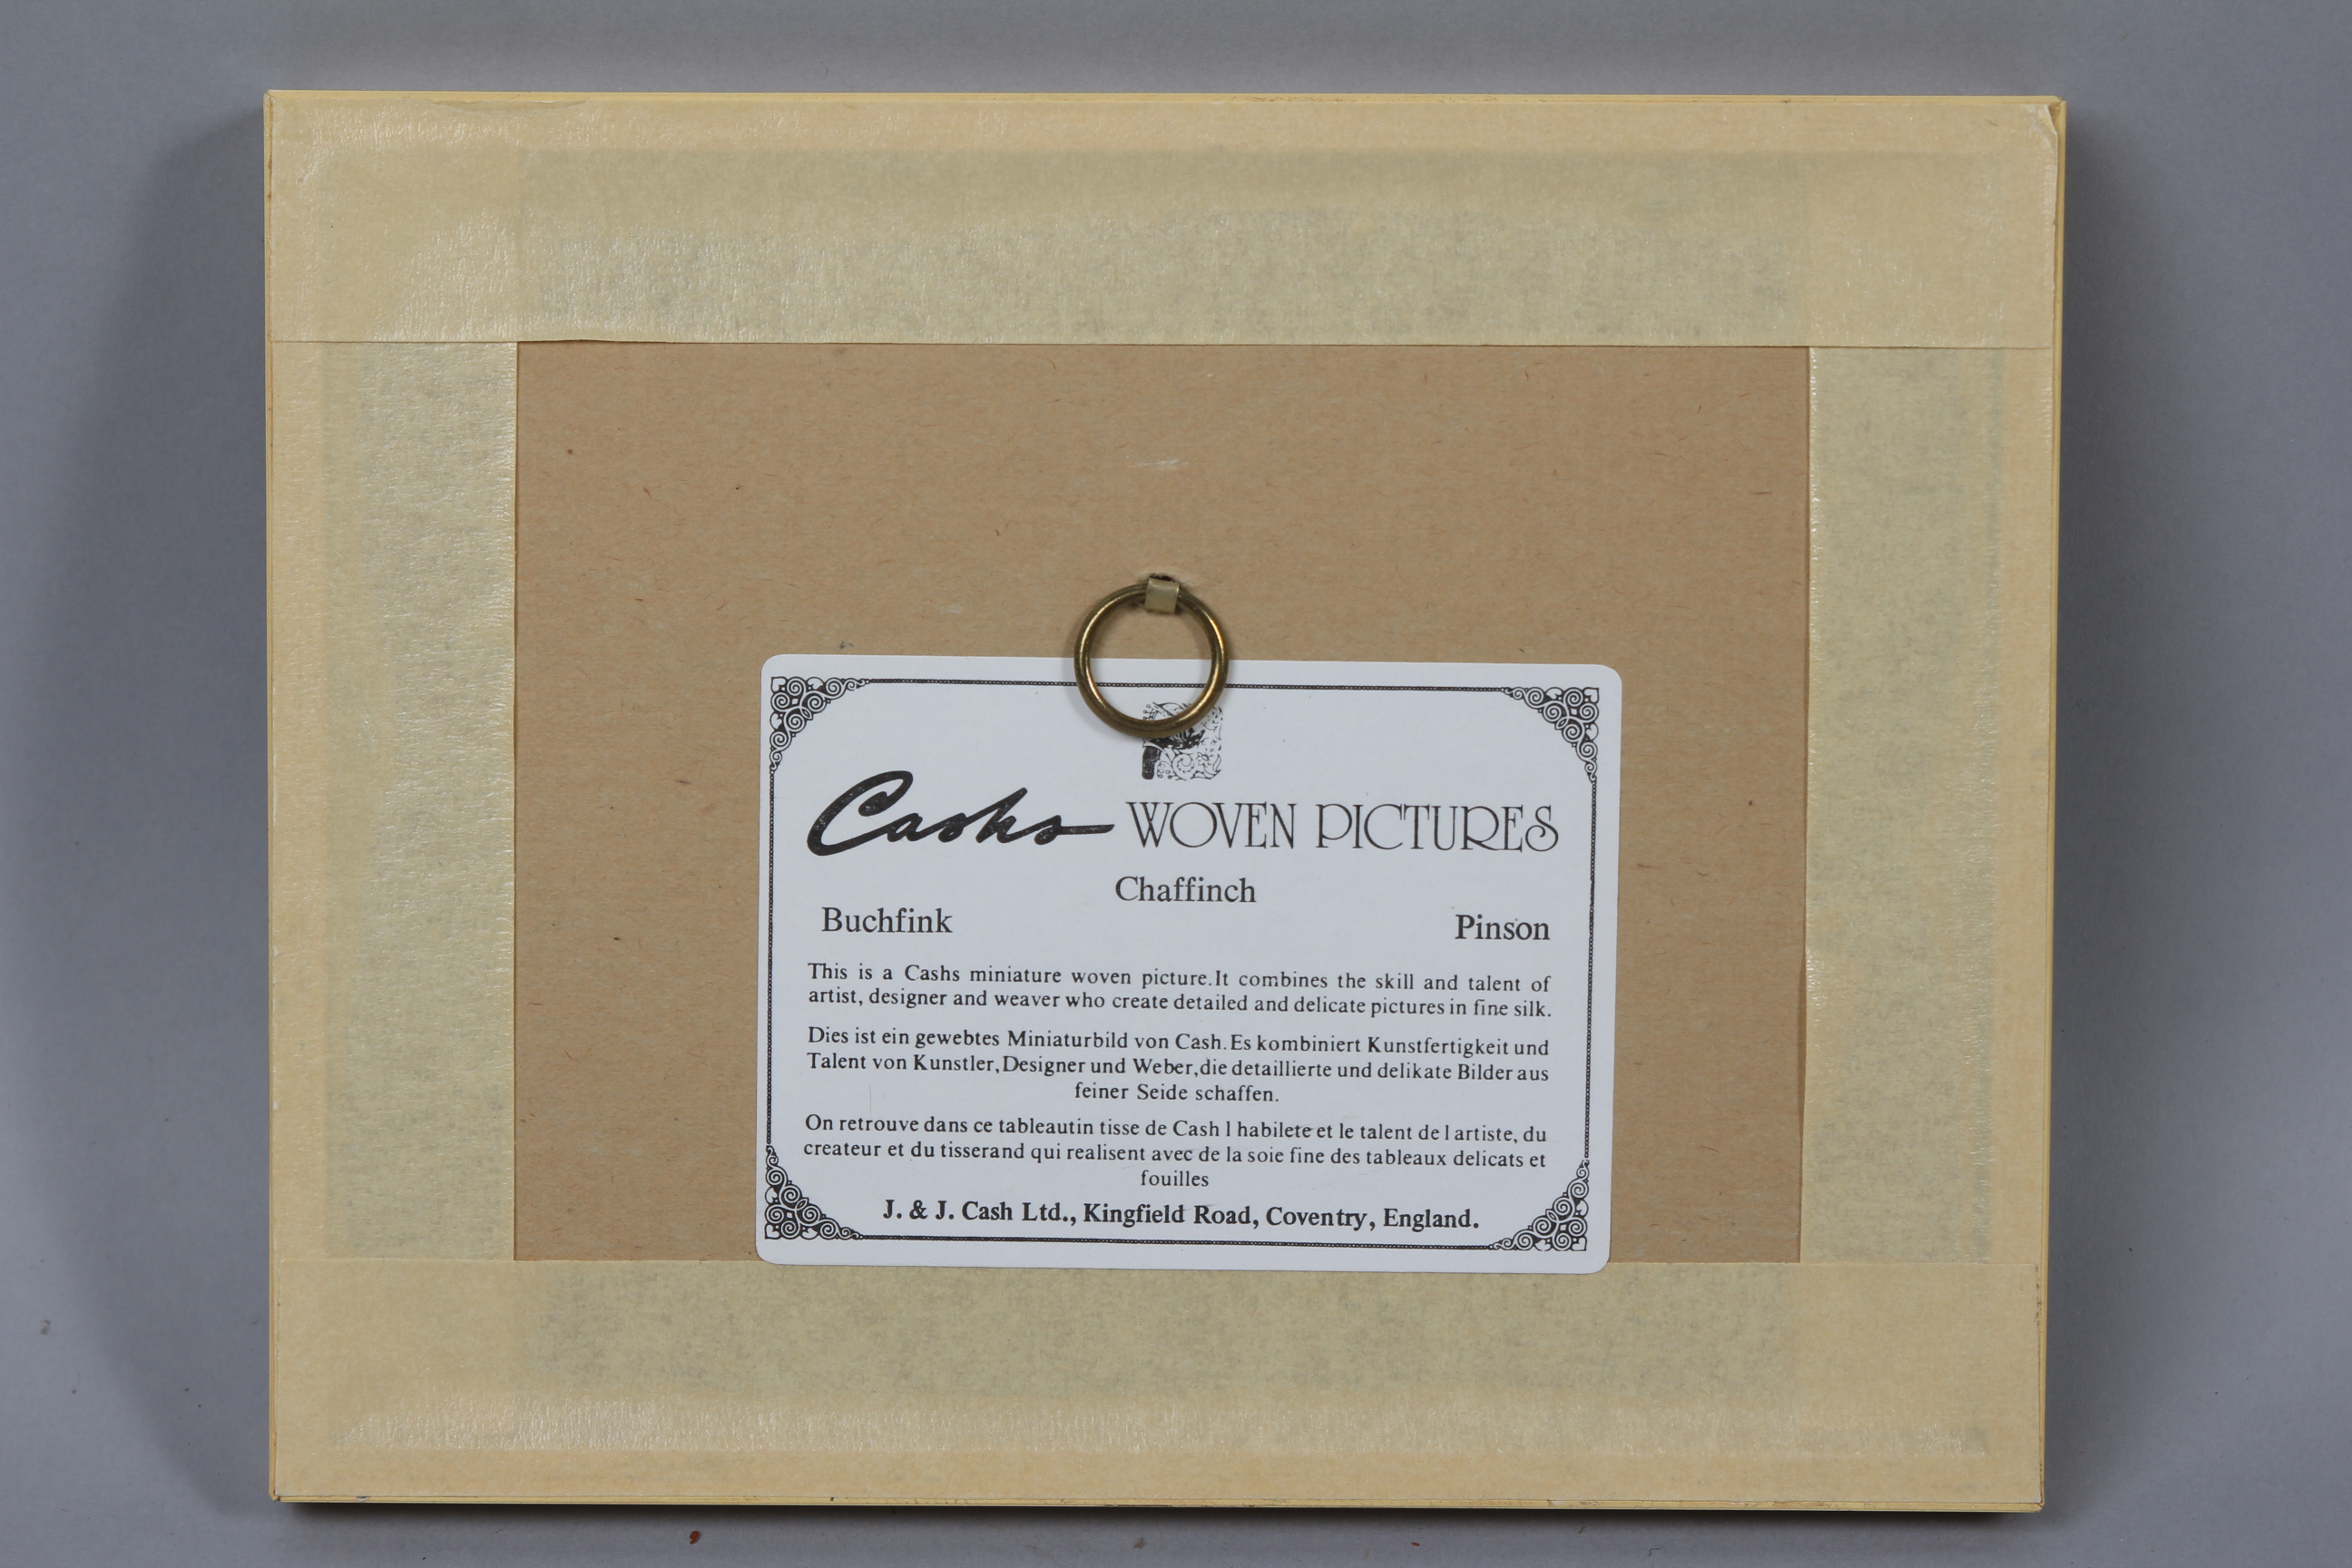 Cashs WOVEN PICTURES
Chaffinch
Buchfink Pinson
This is a Cashs miniature woven picture.It combines the skill and talent of
artist, designer and weaver who create detailed and delicate pictures in fine silk.
Dies ist ein gewebtes Miniaturbild von Cash.Es kombiniert Kunstfertigkeit und
Talent von Kunstler,Designer und Weber,die detaillierte und delikate Bilder aus
feiner Seide schaffen.
On retrouve dans ce tableautin tisse de Cash l habilete et le talent de l artiste, du
createur et du tisserand qui realisent avec de la soie fine des tableaux delicats et
fouilles
J. & J. Cash Ltd., Kingfield Road, Coventry, England.